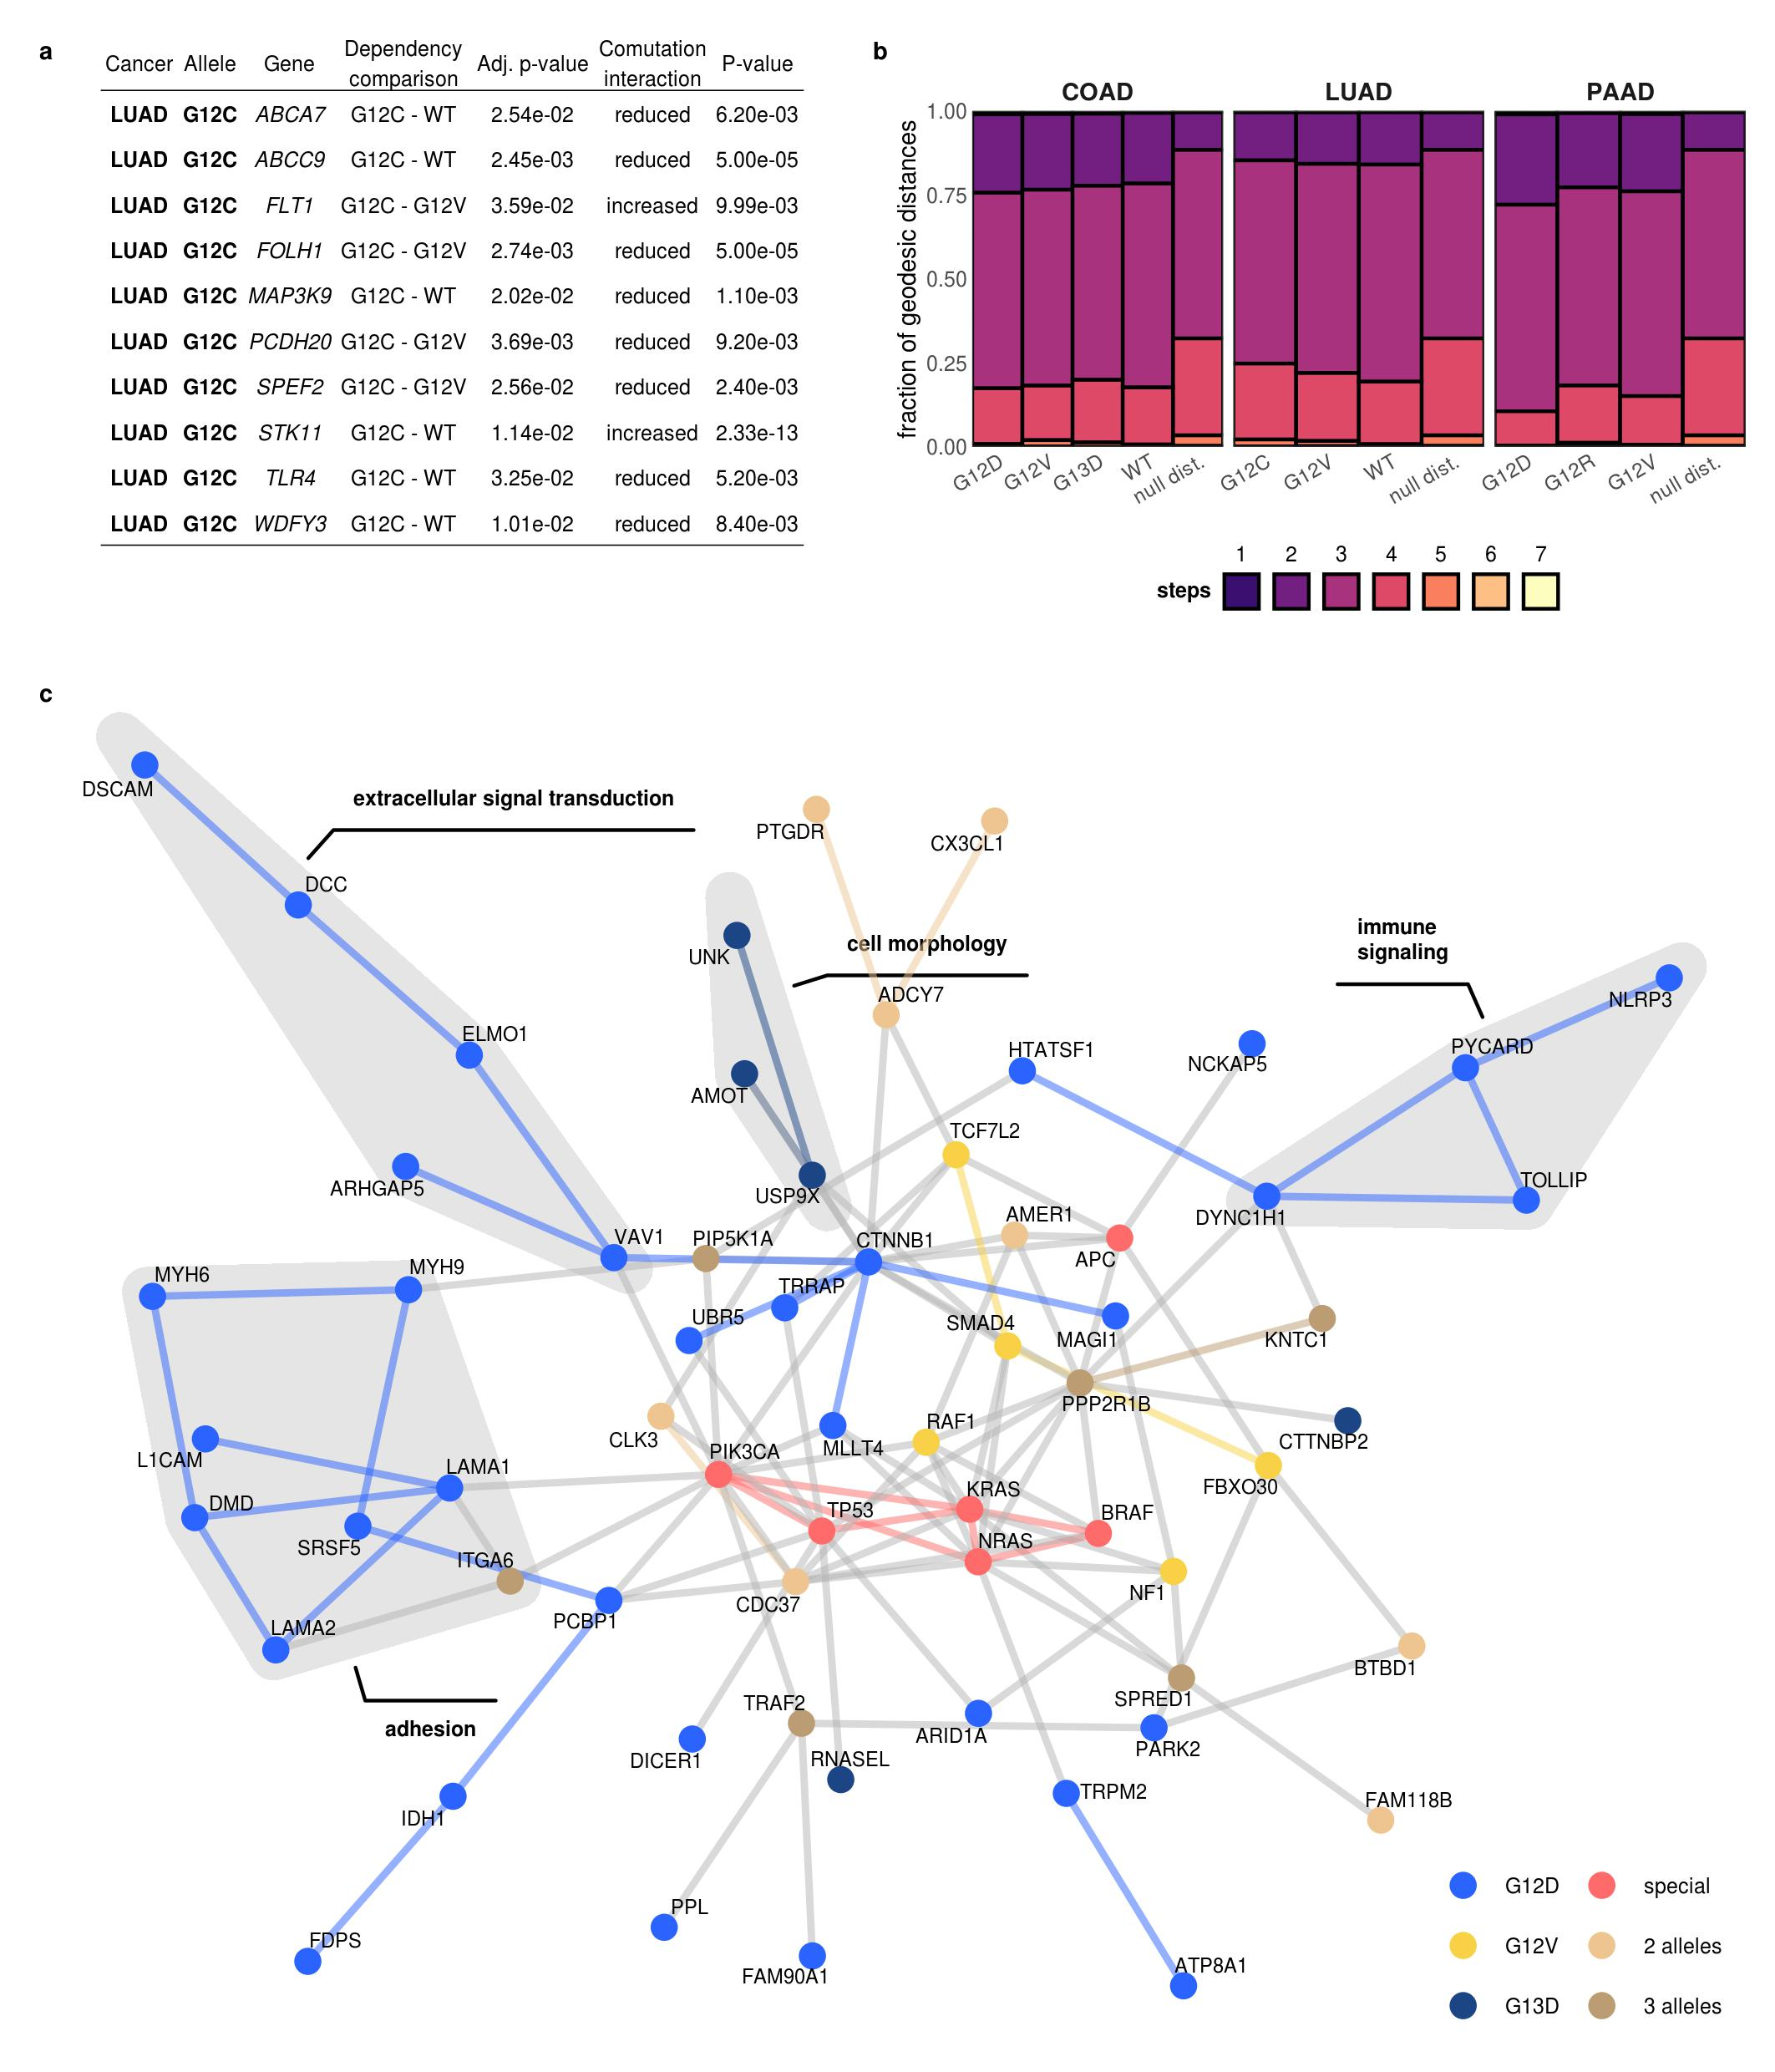 a
Cancer Allele Gene Dependency comparison Adj. p-value Comutation interaction P-value
LUAD G12C ABCA7 G12C - WT 2.54e-02 reduced 6.20e-03
LUAD G12C ABCC9 G12C - WT 2.45e-03 reduced 5.00e-05
LUAD G12C FLT1 G12C - G12V 3.59e-02 increased 9.99e-03
LUAD G12C FOLH1 G12C - G12V 2.74e-03 reduced 5.00e-05
LUAD G12C MAP3K9 G12C - WT 2.02e-02 reduced 1.10e-03
LUAD G12C PCDH20 G12C - G12V 3.69e-03 reduced 9.20e-03
LUAD G12C SPEF2 G12C - G12V 2.56e-02 reduced 2.40e-03
LUAD G12C STK11 G12C - WT 1.14e-02 increased 2.33e-13
LUAD G12C TLR4 G12C - WT 3.25e-02 reduced 5.20e-03
LUAD G12C WDFY3 G12C - WT 1.01e-02 reduced 8.40e-03
b
COAD LUAD PAAD
fraction of geodesic distances
1.00
0.75
0.50
0.25
0.00
G12D G12V G13D WT null dist. G12C G12V WT null dist. G12D G12R G12V null dist.
1 2 3 4 5 6 7
steps
c
DSCAM
extracellular signal transduction
PTGDR
CX3CL1
DCC
immune
signaling
UNK
cell morphology
ADCY7
NLRP3
ELMO1
HTATSF1
NCKAP5
PYCARD
AMOT
TCF7L2
ARHGAP5
USP9X
TOLLIP
AMER1
DYNC1H1
VAV1
PIP5K1A
CTNNB1
APC
MYH6
MYH9
TRRAP
UBR5
SMAD4
MAGI1
KNTC1
PPP2R1B
CLK3
RAF1
CTTNBP2
L1CAM
LAMA1
PIK3CA
MLLT4
FBXO30
DMD
KRAS
TP53
BRAF
SRSF5
ITGA6
NRAS
NF1
CDC37
PCBP1
LAMA2
BTBD1
SPRED1
TRAF2
adhesion
ARID1A
PARK2
DICER1
RNASEL
TRPM2
IDH1
FAM118B
PPL
FDPS
FAM90A1
ATP8A1
G12D special
G12V 2 alleles
G13D 3 alleles